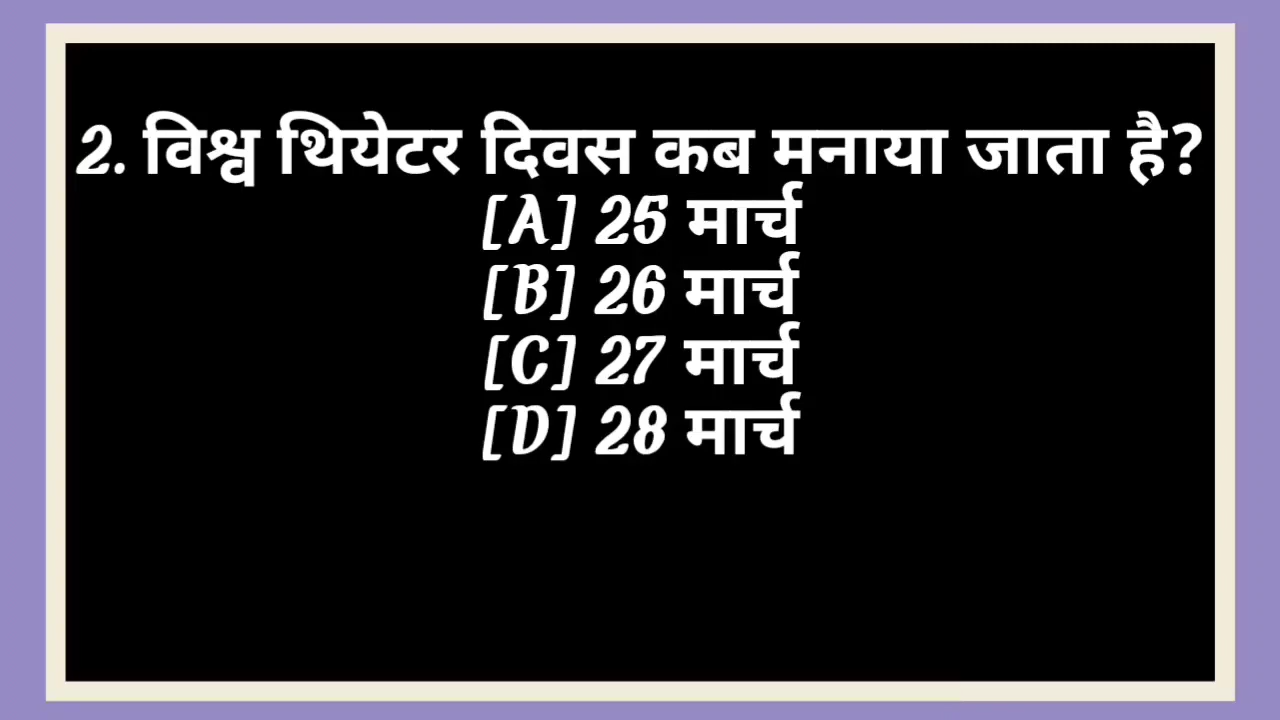 2. विश्व थियेटर दिवस कब मनाया जाता है?
[A] 25 मार्च
[B] 26 मार्च
[C] 27 मार्च
[D] 28 मार्च